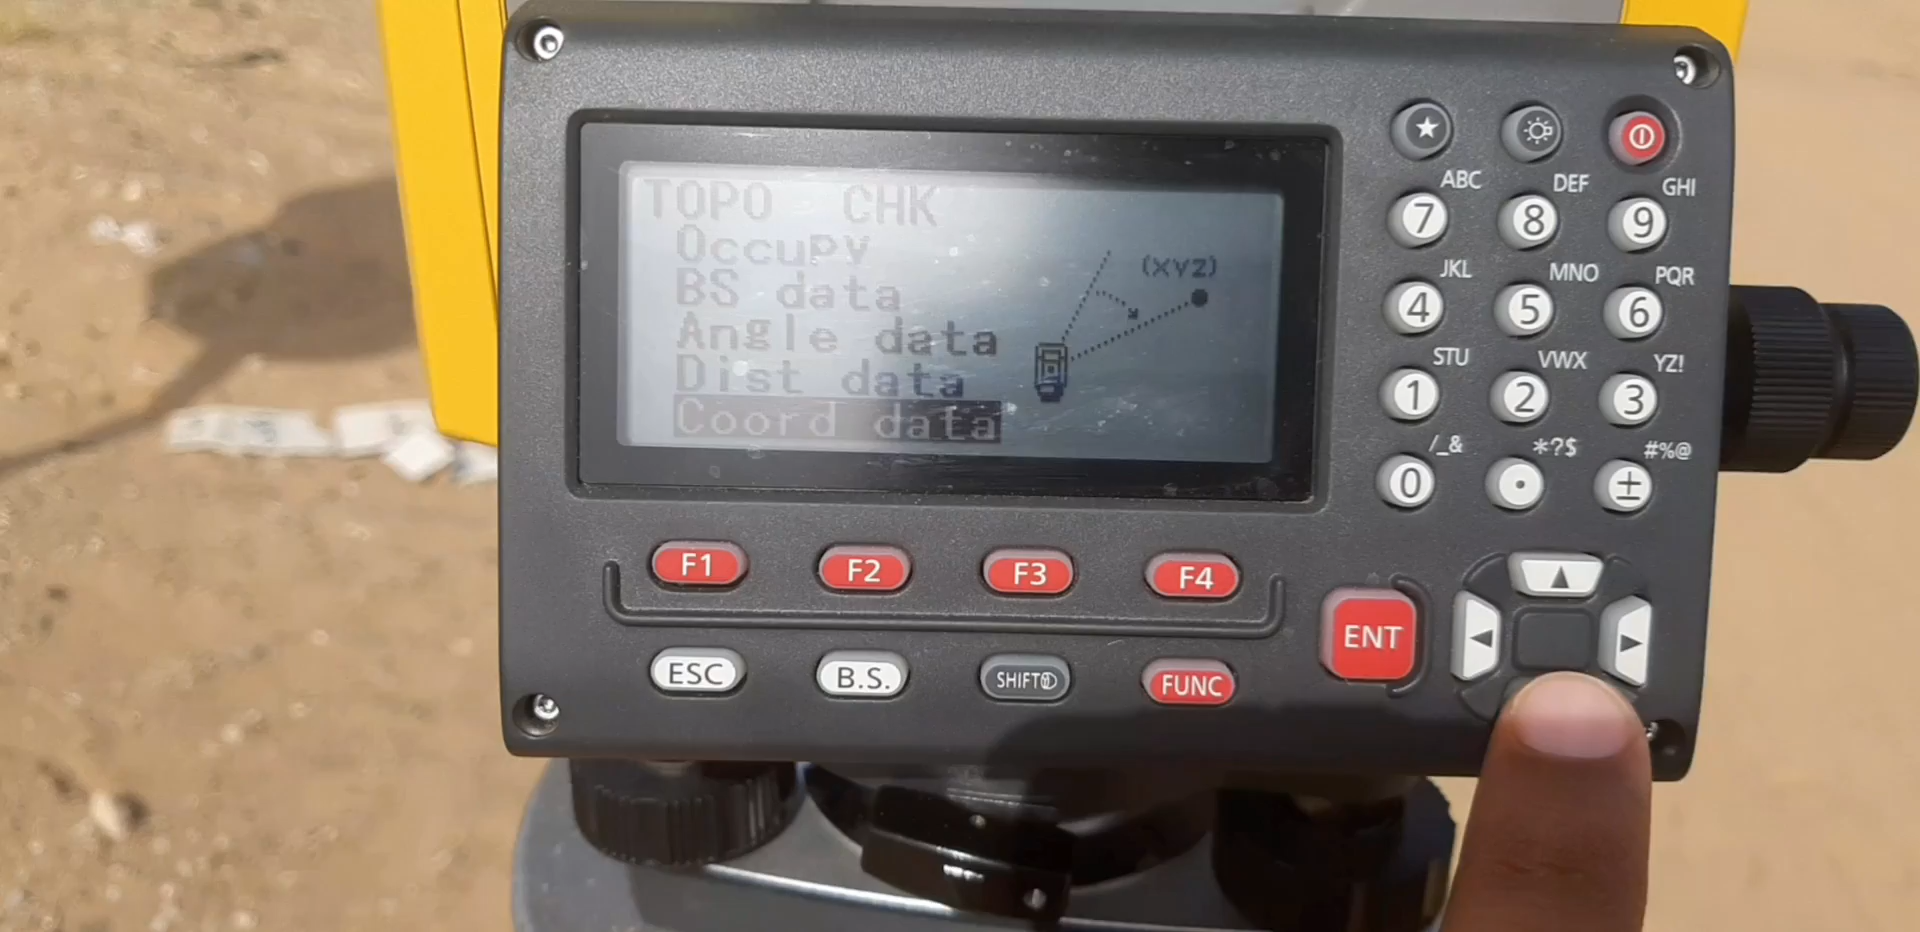 TOPO CHK
Occupy
BS data
Angle data
Dist data
Coord data
(XYZ)
ABC DEF GHI
7 8 9
JKL MNO PQR
4 5 6
STU VWX YZ!
1 2 3
/_& *?$ #%@
0 . ±
F1 F2 F3 F4
ENT
ESC B.S. SHIFT FUNC